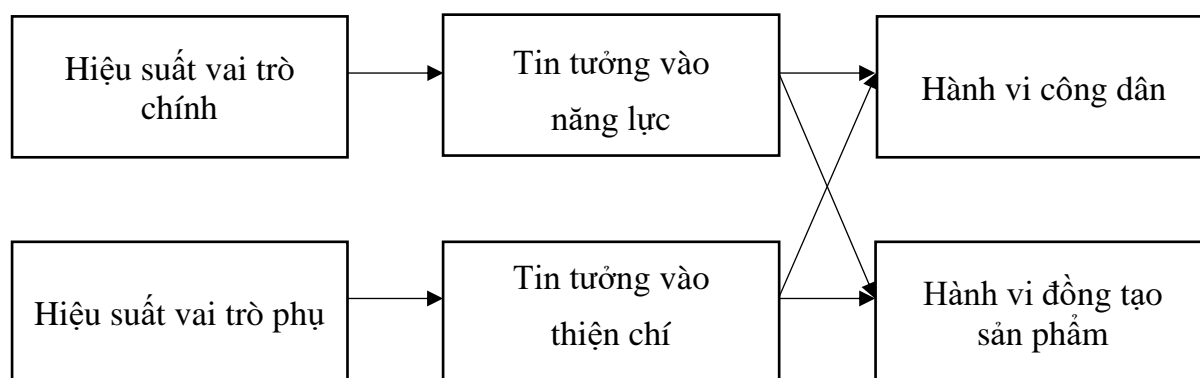 Hiệu suất vai trò
chính
Tin tưởng vào
năng lực
Hành vi công dân
Hiệu suất vai trò phụ
Tin tưởng vào
thiện chí
Hành vi đồng tạo
sản phẩm